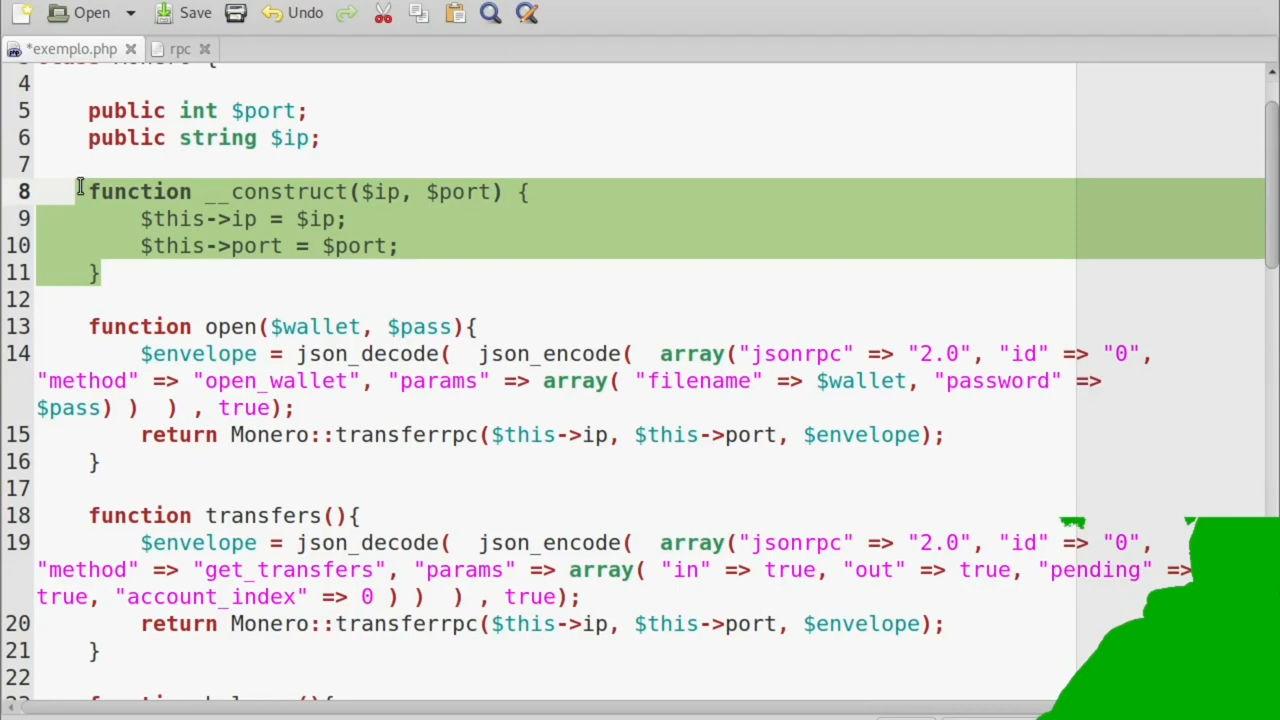 Open Save Undo
*exemplo.php rpc
4
5 public int $port;
6 public string $ip;
7
8 function __construct($ip, $port) {
9 $this->ip = $ip;
10 $this->port = $port;
11 }
12
13 function open($wallet, $pass){
14 $envelope = json_decode(  json_encode(  array("jsonrpc" => "2.0", "id" => "0",
"method" => "open_wallet", "params" => array( "filename" => $wallet, "password" =>
$pass) )  ) , true);
15 return Monero::transferrpc($this->ip, $this->port, $envelope);
16 }
17
18 function transfers(){
19 $envelope = json_decode(  json_encode(  array("jsonrpc" => "2.0", "id" => "0",
"method" => "get_transfers", "params" => array( "in" => true, "out" => true, "pending" =>
true, "account_index" => 0 ) )  ) , true);
20 return Monero::transferrpc($this->ip, $this->port, $envelope);
21 }
22